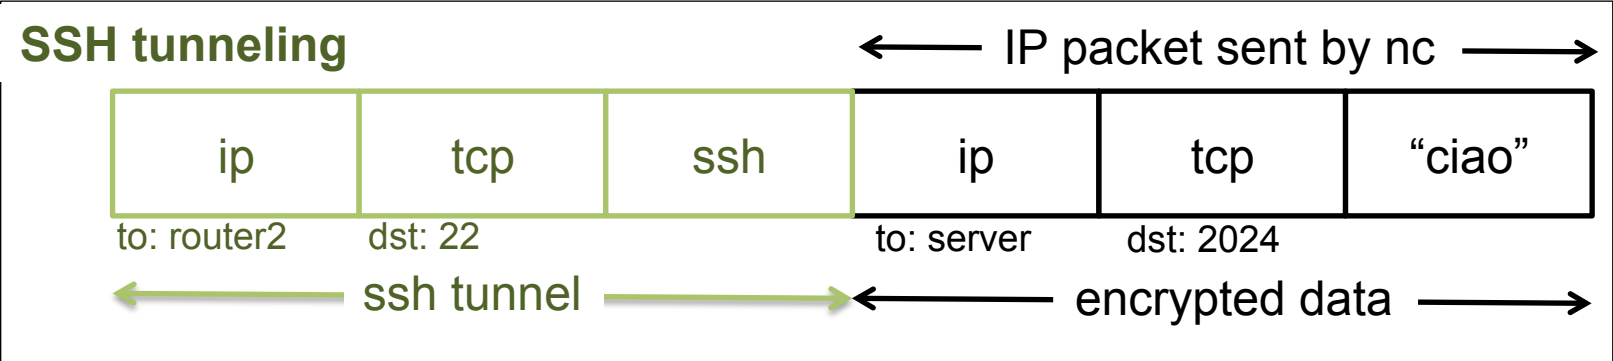 SSH tunneling
IP packet sent by nc
ip tcp ssh ip tcp “ciao”
to: router2 dst: 22 to: server dst: 2024
ssh tunnel encrypted data